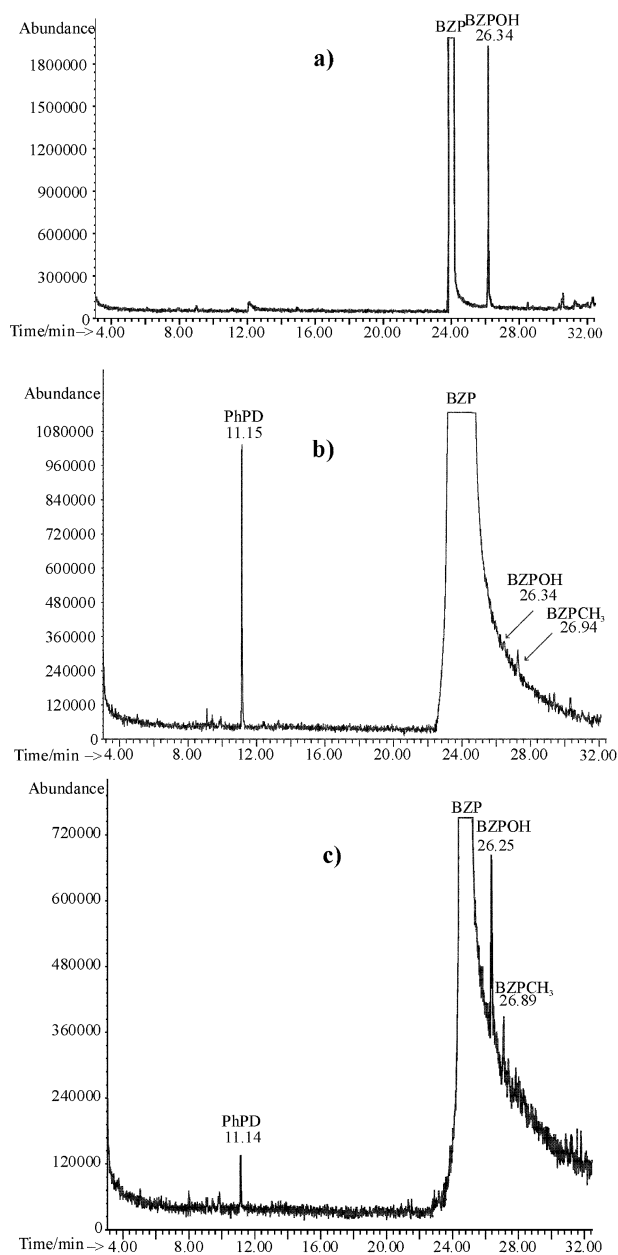 Abundance
BZP BZPOH
26.34
a)
1800000
1500000
1200000
900000
600000
300000
0
Time/min–> 4.00 8.00 12.00 16.00 20.00 24.00 28.00 32.00
Abundance
BZP
PhPD
11.15
b)
1080000
960000
840000
720000
600000
480000
360000
240000
120000
0
BZPOH
26.34
BZPCH₃
26.94
Time/min –> 4.00 8.00 12.00 16.00 20.00 24.00 28.00 32.00
Abundance
BZP
BZPOH
26.25
c)
720000
600000
480000
360000
240000
120000
0
BZPCH₃
26.89
PhPD
11.14
Time/min –> 4.00 8.00 12.00 16.00 20.00 24.00 28.00 32.00